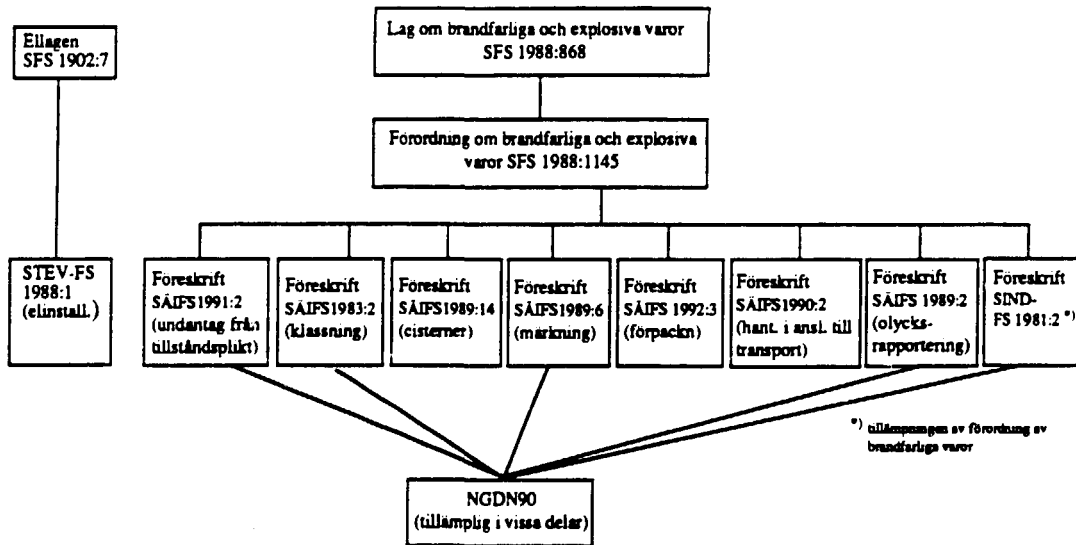 Ellagen
SFS 1902:7
Lag om brandfarliga och explosiva varor
SFS 1988:868
Förordning om brandfarliga och explosiva
varor SFS 1988:1145
STEV-FS
1988:1
(elinstall.)
Föreskrift
SÄIFS1991:2
(undantag från
tillståndsplikt)
Föreskrift
SÄIFS1983:2
(klassning)
Föreskrift
SÄIFS1989:14
(cisterner)
Föreskrift
SÄIFS1989:6
(märkning)
Föreskrift
SÄIFS 1992:3
(förpackn)
Föreskrift
SÄIFS1990:2
(hant. i ansl. till
transport)
Föreskrift
SÄIFS 1989:2
(olycks-
rapportering)
Föreskrift
SIND-
FS 1981:2 *)
*) tillämpningen av förordning av
brandfarliga varor
NGDN90
(tillämplig i vissa delar)